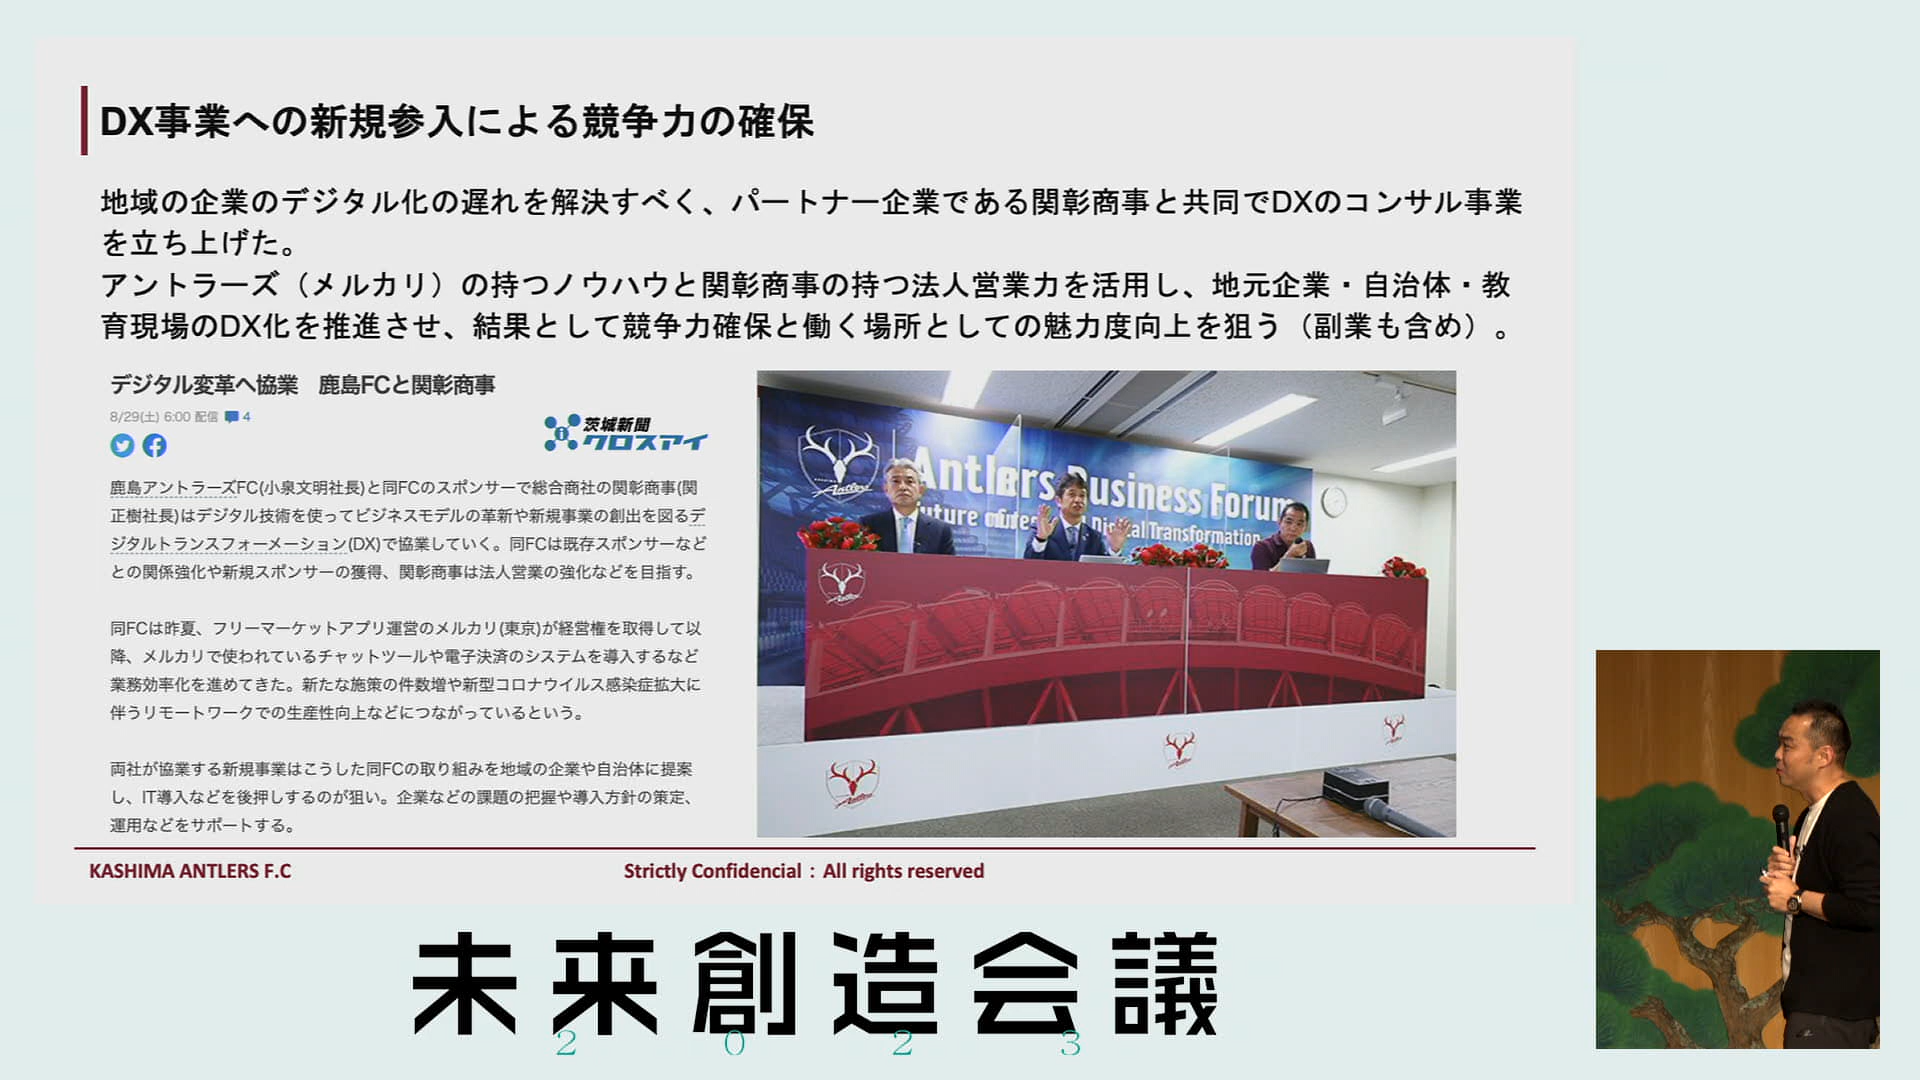 DX事業への新規参入による競争力の確保
地域の企業のデジタル化の遅れを解決すべく、パートナー企業である関彰商事と共同でDXのコンサル事業
を立ち上げた。
アントラーズ（メルカリ）の持つノウハウと関彰商事の持つ法人営業力を活用し、地元企業・自治体・教
育現場のDX化を推進させ、結果として競争力確保と働く場所としての魅力度向上を狙う（副業も含め）。
デジタル変革へ協業　鹿島FCと関彰商事
8/29(土) 6:00 配信 4
茨城新聞
クロスアイ
鹿島アントラーズFC(小泉文明社長)と同FCのスポンサーで総合商社の関彰商事(関
正樹社長)はデジタル技術を使ってビジネスモデルの革新や新規事業の創出を図るデ
ジタルトランスフォーメーション(DX)で協業していく。同FCは既存スポンサーなど
との関係強化や新規スポンサーの獲得、関彰商事は法人営業の強化などを目指す。
同FCは昨夏、フリーマーケットアプリ運営のメルカリ(東京)が経営権を取得して以
降、メルカリで使われているチャットツールや電子決済のシステムを導入するなど
業務効率化を進めてきた。新たな施策の件数増や新型コロナウイルス感染症拡大に
伴うリモートワークでの生産性向上などにつながっているという。
両社が協業する新規事業はこうした同FCの取り組みを地域の企業や自治体に提案
し、IT導入などを後押しするのが狙い。企業などの課題の把握や導入方針の策定、
運用などをサポートする。
Antlers Business Forum
Digital Transformation
Antlers
Antlers
Antlers
KASHIMA ANTLERS F.C
Strictly Confidencial：All rights reserved
未来創造会議
2023